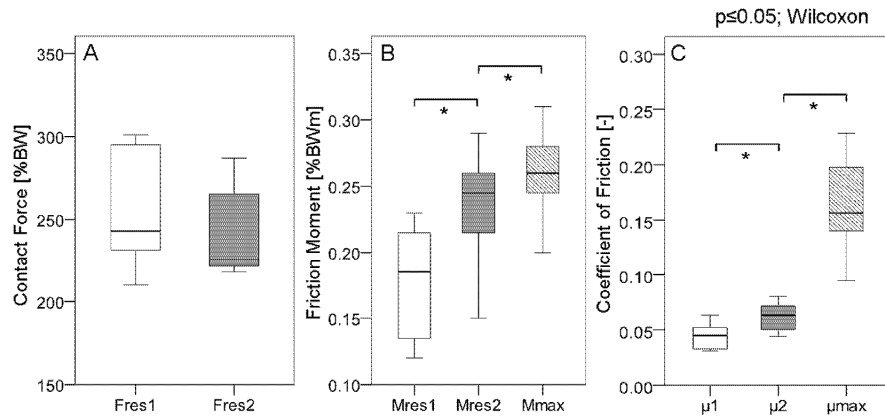 p≤0.05; Wilcoxon
A
Contact Force [%BW]
350
300
250
200
150
Fres1 Fres2
B
Friction Moment [%BWm]
0.35
0.30
0.25
0.20
0.15
0.10
*
*
Mres1 Mres2 Mmax
C
Coefficient of Friction [-]
0.30
0.25
0.20
0.15
0.10
0.05
0.00
*
*
µ1 µ2 µmax